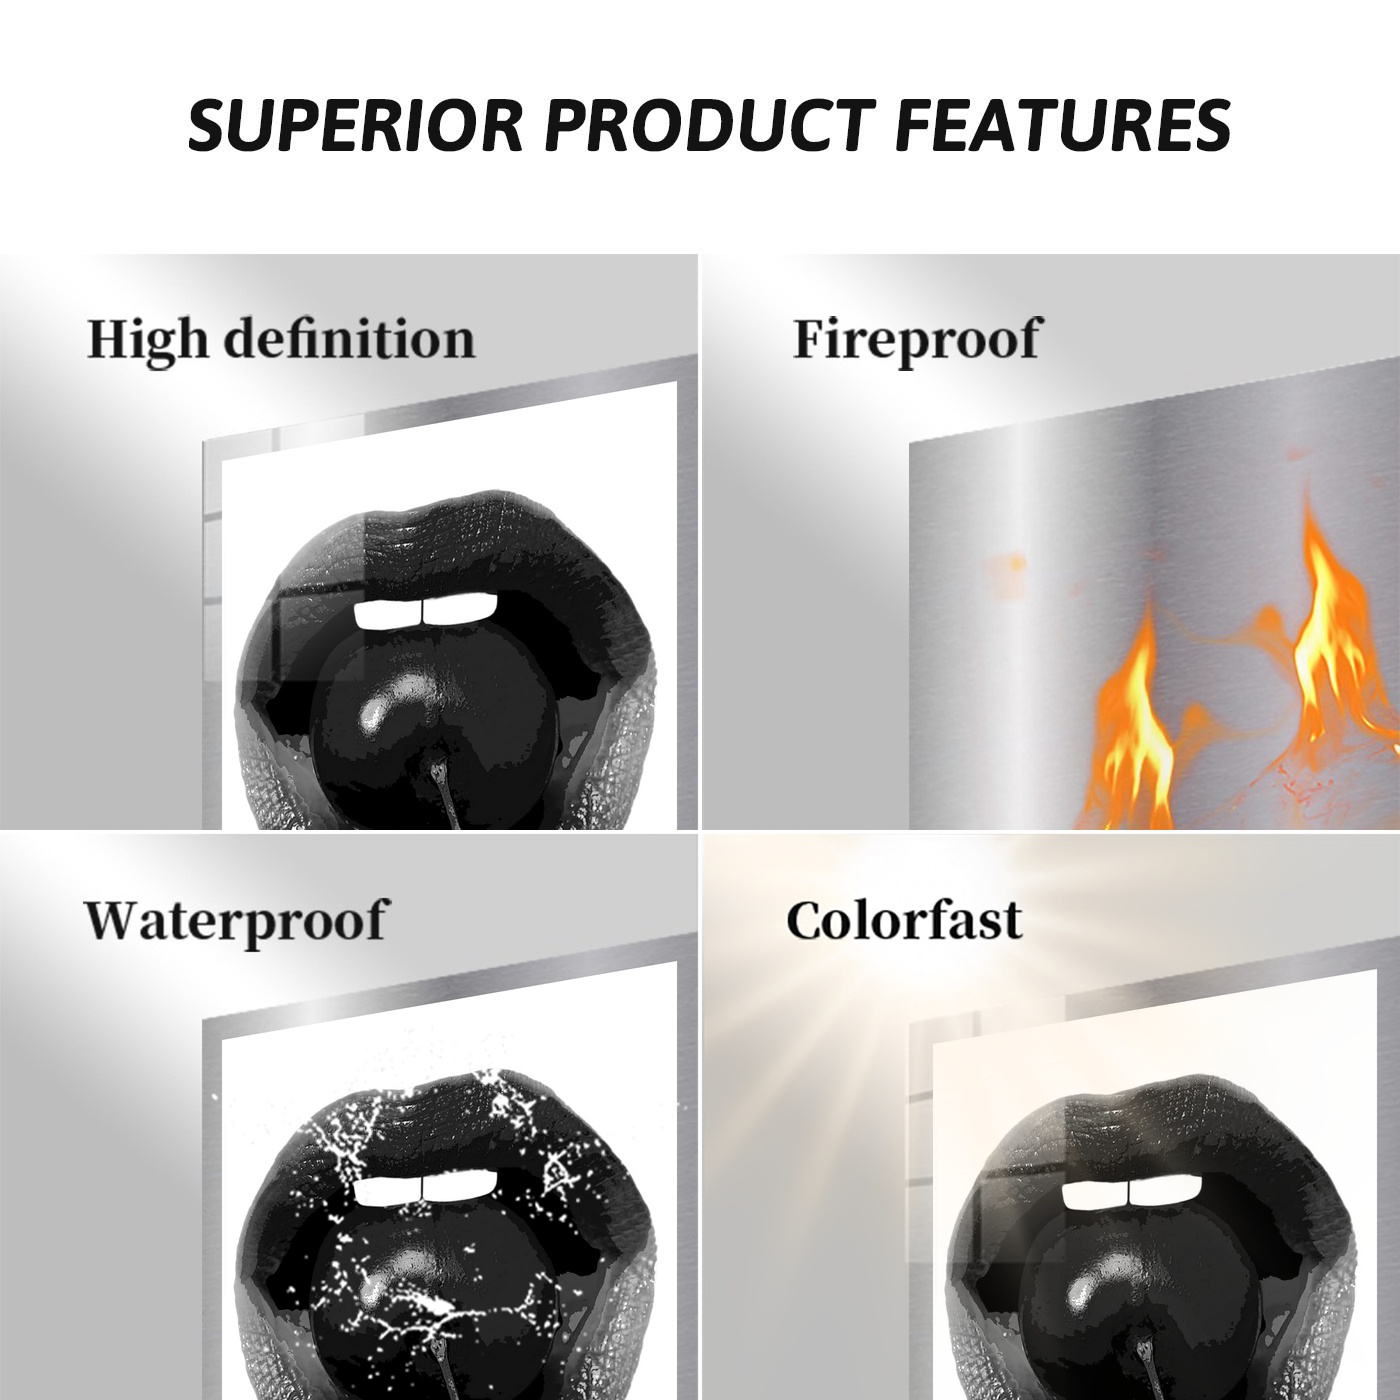 SUPERIOR PRODUCT FEATURES
High definition
Fireproof
Waterproof
Colorfast